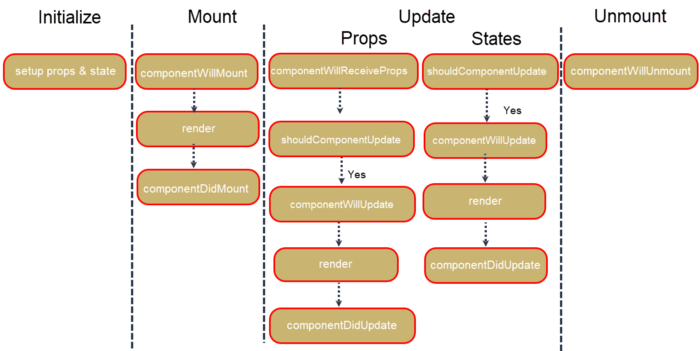 Initialize
Mount
Update
Unmount
Props
States
setup props & state
componentWillMount
componentWillReceiveProps
shouldComponentUpdate
componentWillUnmount
Yes
render
shouldComponentUpdate
componentWillUpdate
Yes
componentDidMount
componentWillUpdate
render
render
componentDidUpdate
componentDidUpdate